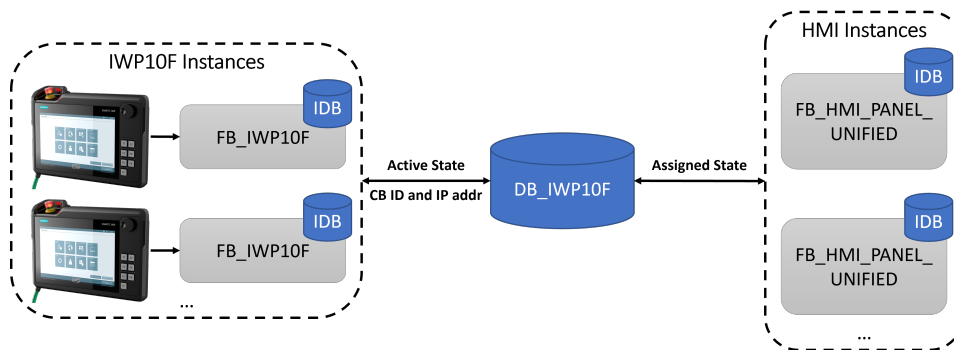 IWP10F Instances
HMI Instances
IDB
FB_IWP10F
IDB
FB_IWP10F
...
Active State
CB ID and IP addr
DB_IWP10F
Assigned State
IDB
FB_HMI_PANEL_
UNIFIED
IDB
FB_HMI_PANEL_
UNIFIED
...